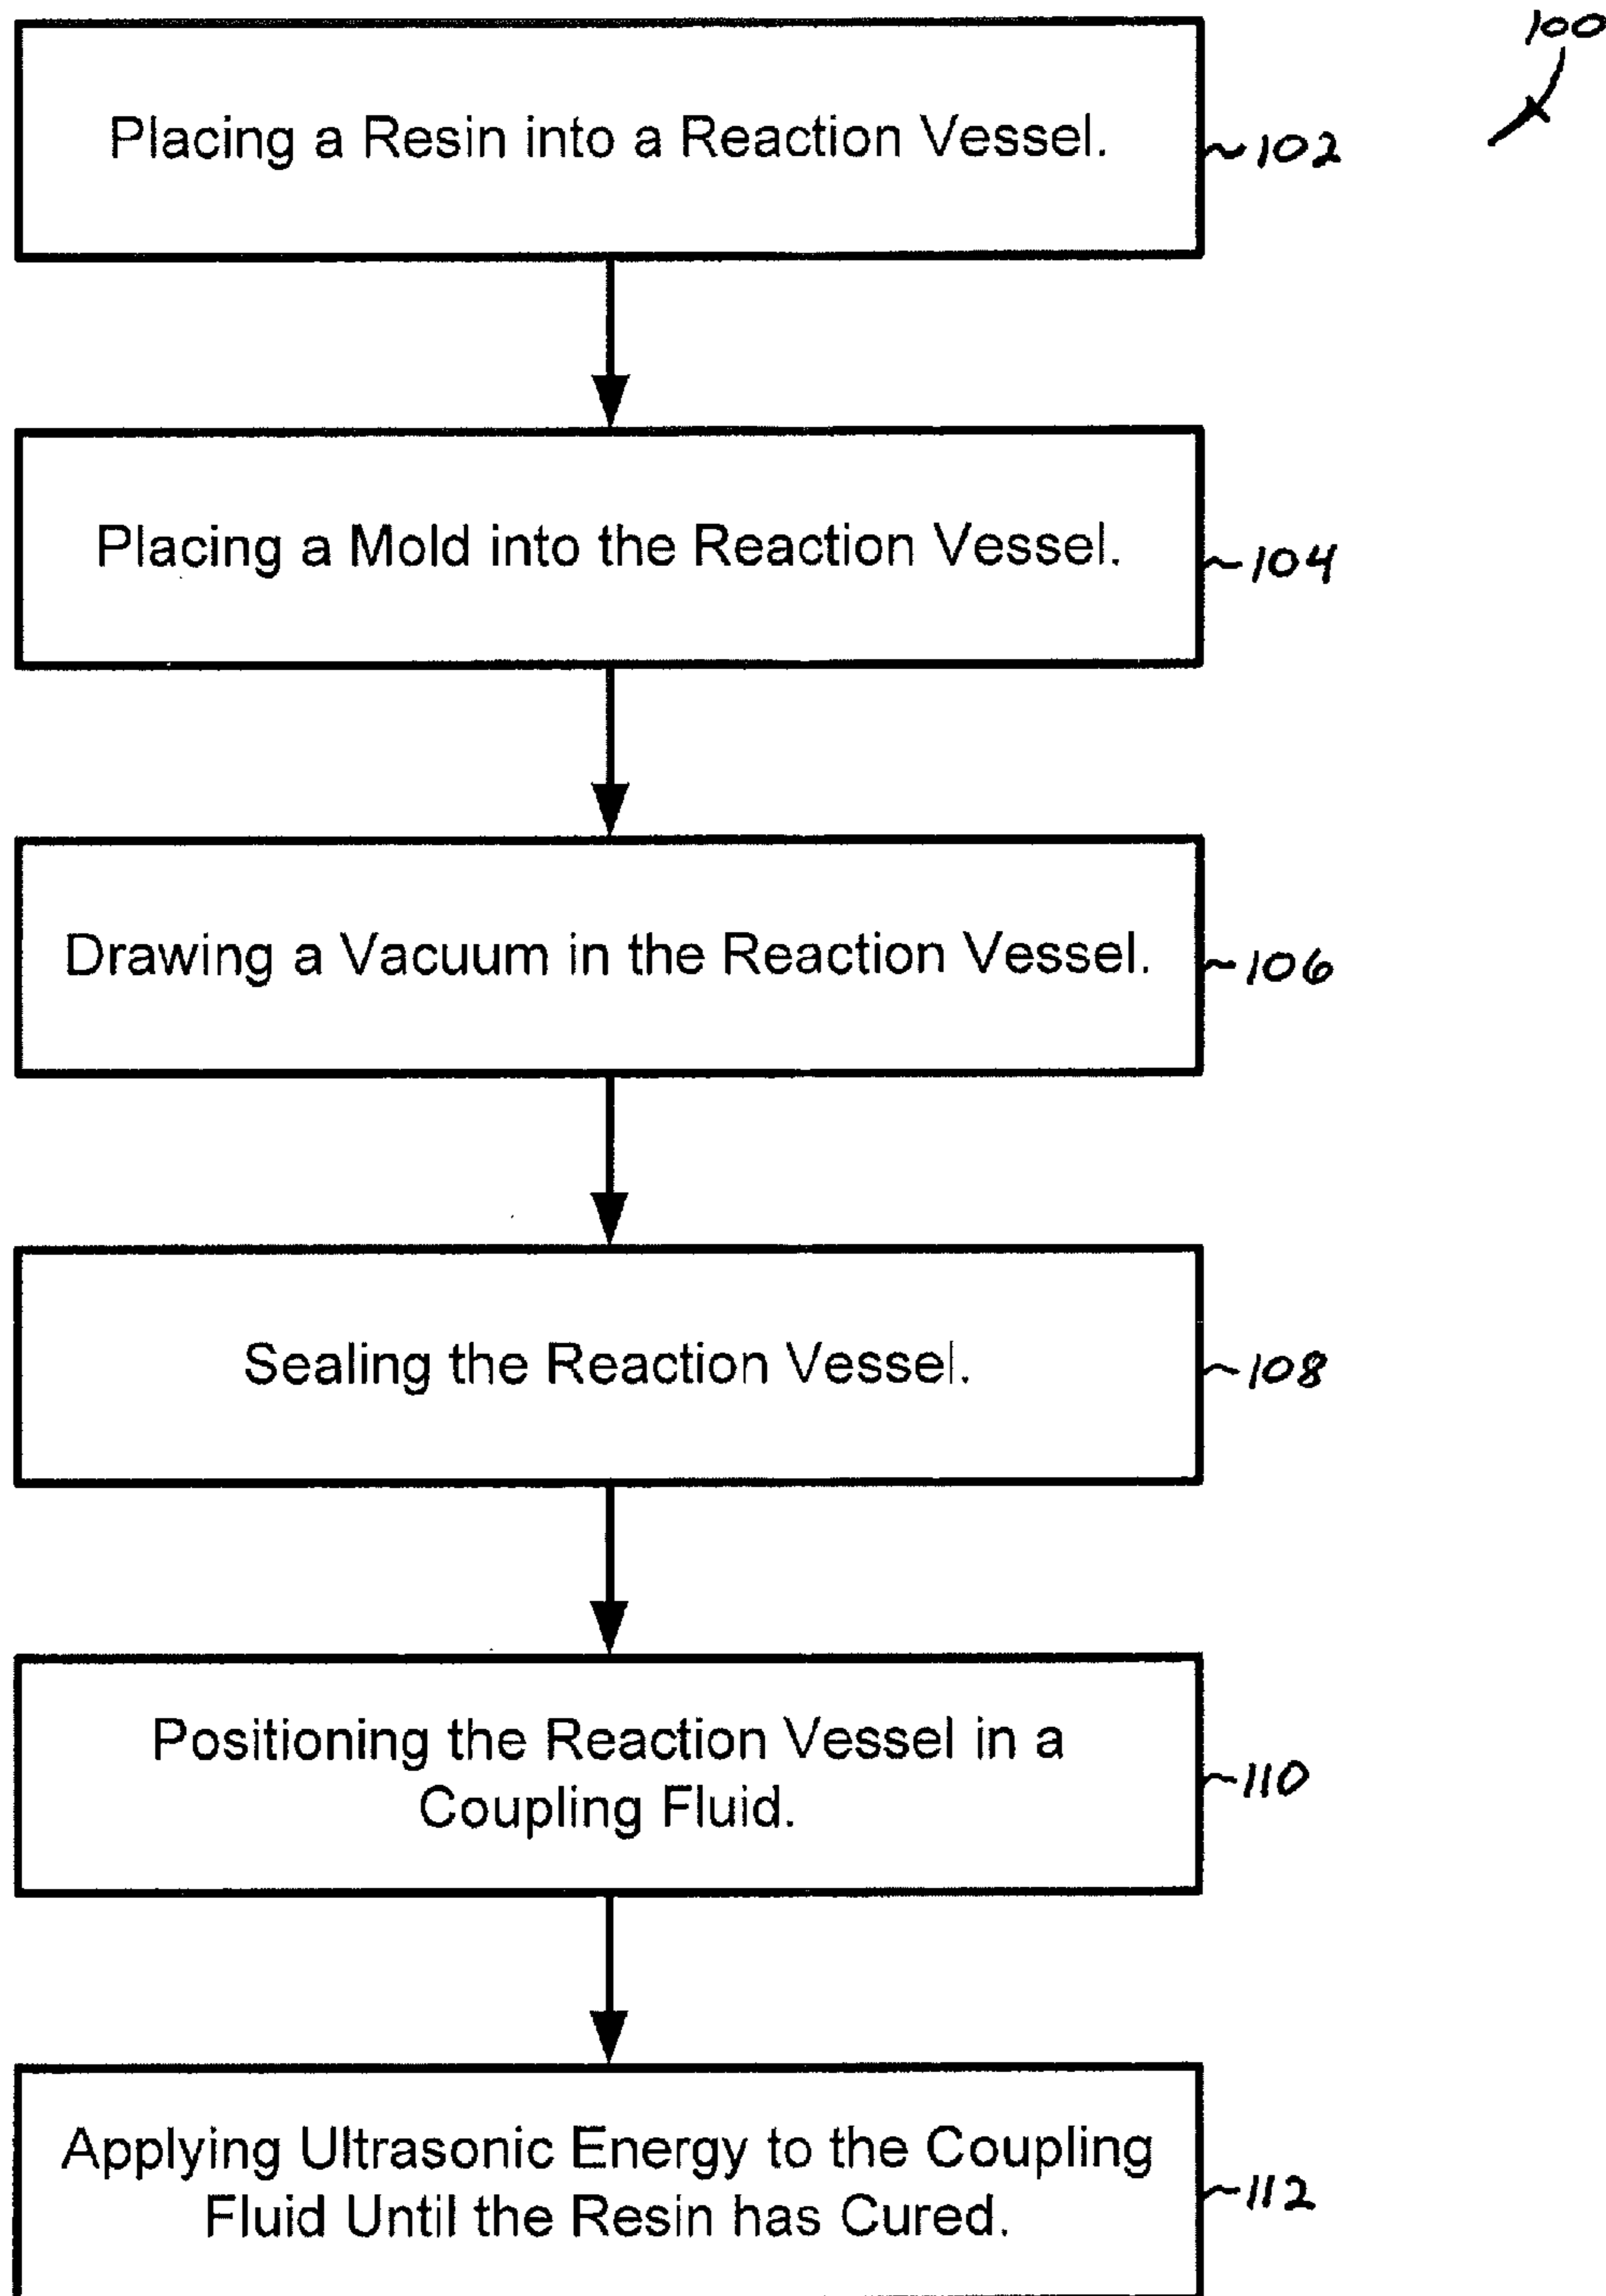 100
Placing a Resin into a Reaction Vessel.
102
Placing a Mold into the Reaction Vessel.
104
Drawing a Vacuum in the Reaction Vessel.
106
Sealing the Reaction Vessel.
108
Positioning the Reaction Vessel in a
Coupling Fluid.
110
Applying Ultrasonic Energy to the Coupling
Fluid Until the Resin has Cured.
112